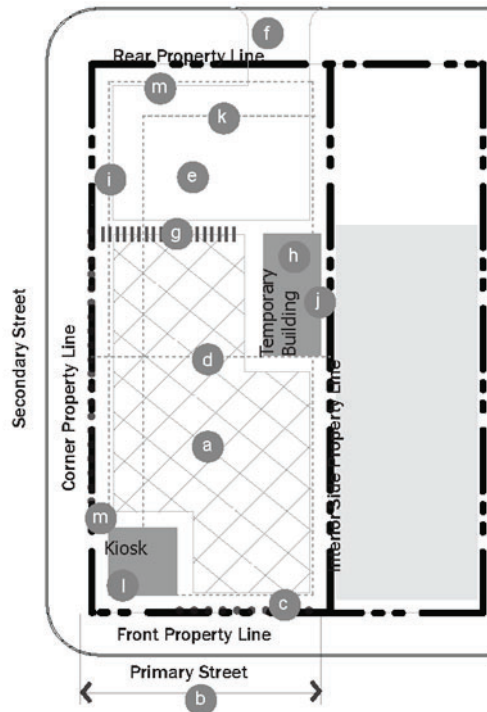 f
Rear Property Line
m
k
i
e
g
h
j
Temporary
Building
Secondary Street
Corner Property Line
d
Interior Side Property Line
a
m
Kiosk
l
c
Front Property Line
Primary Street
b